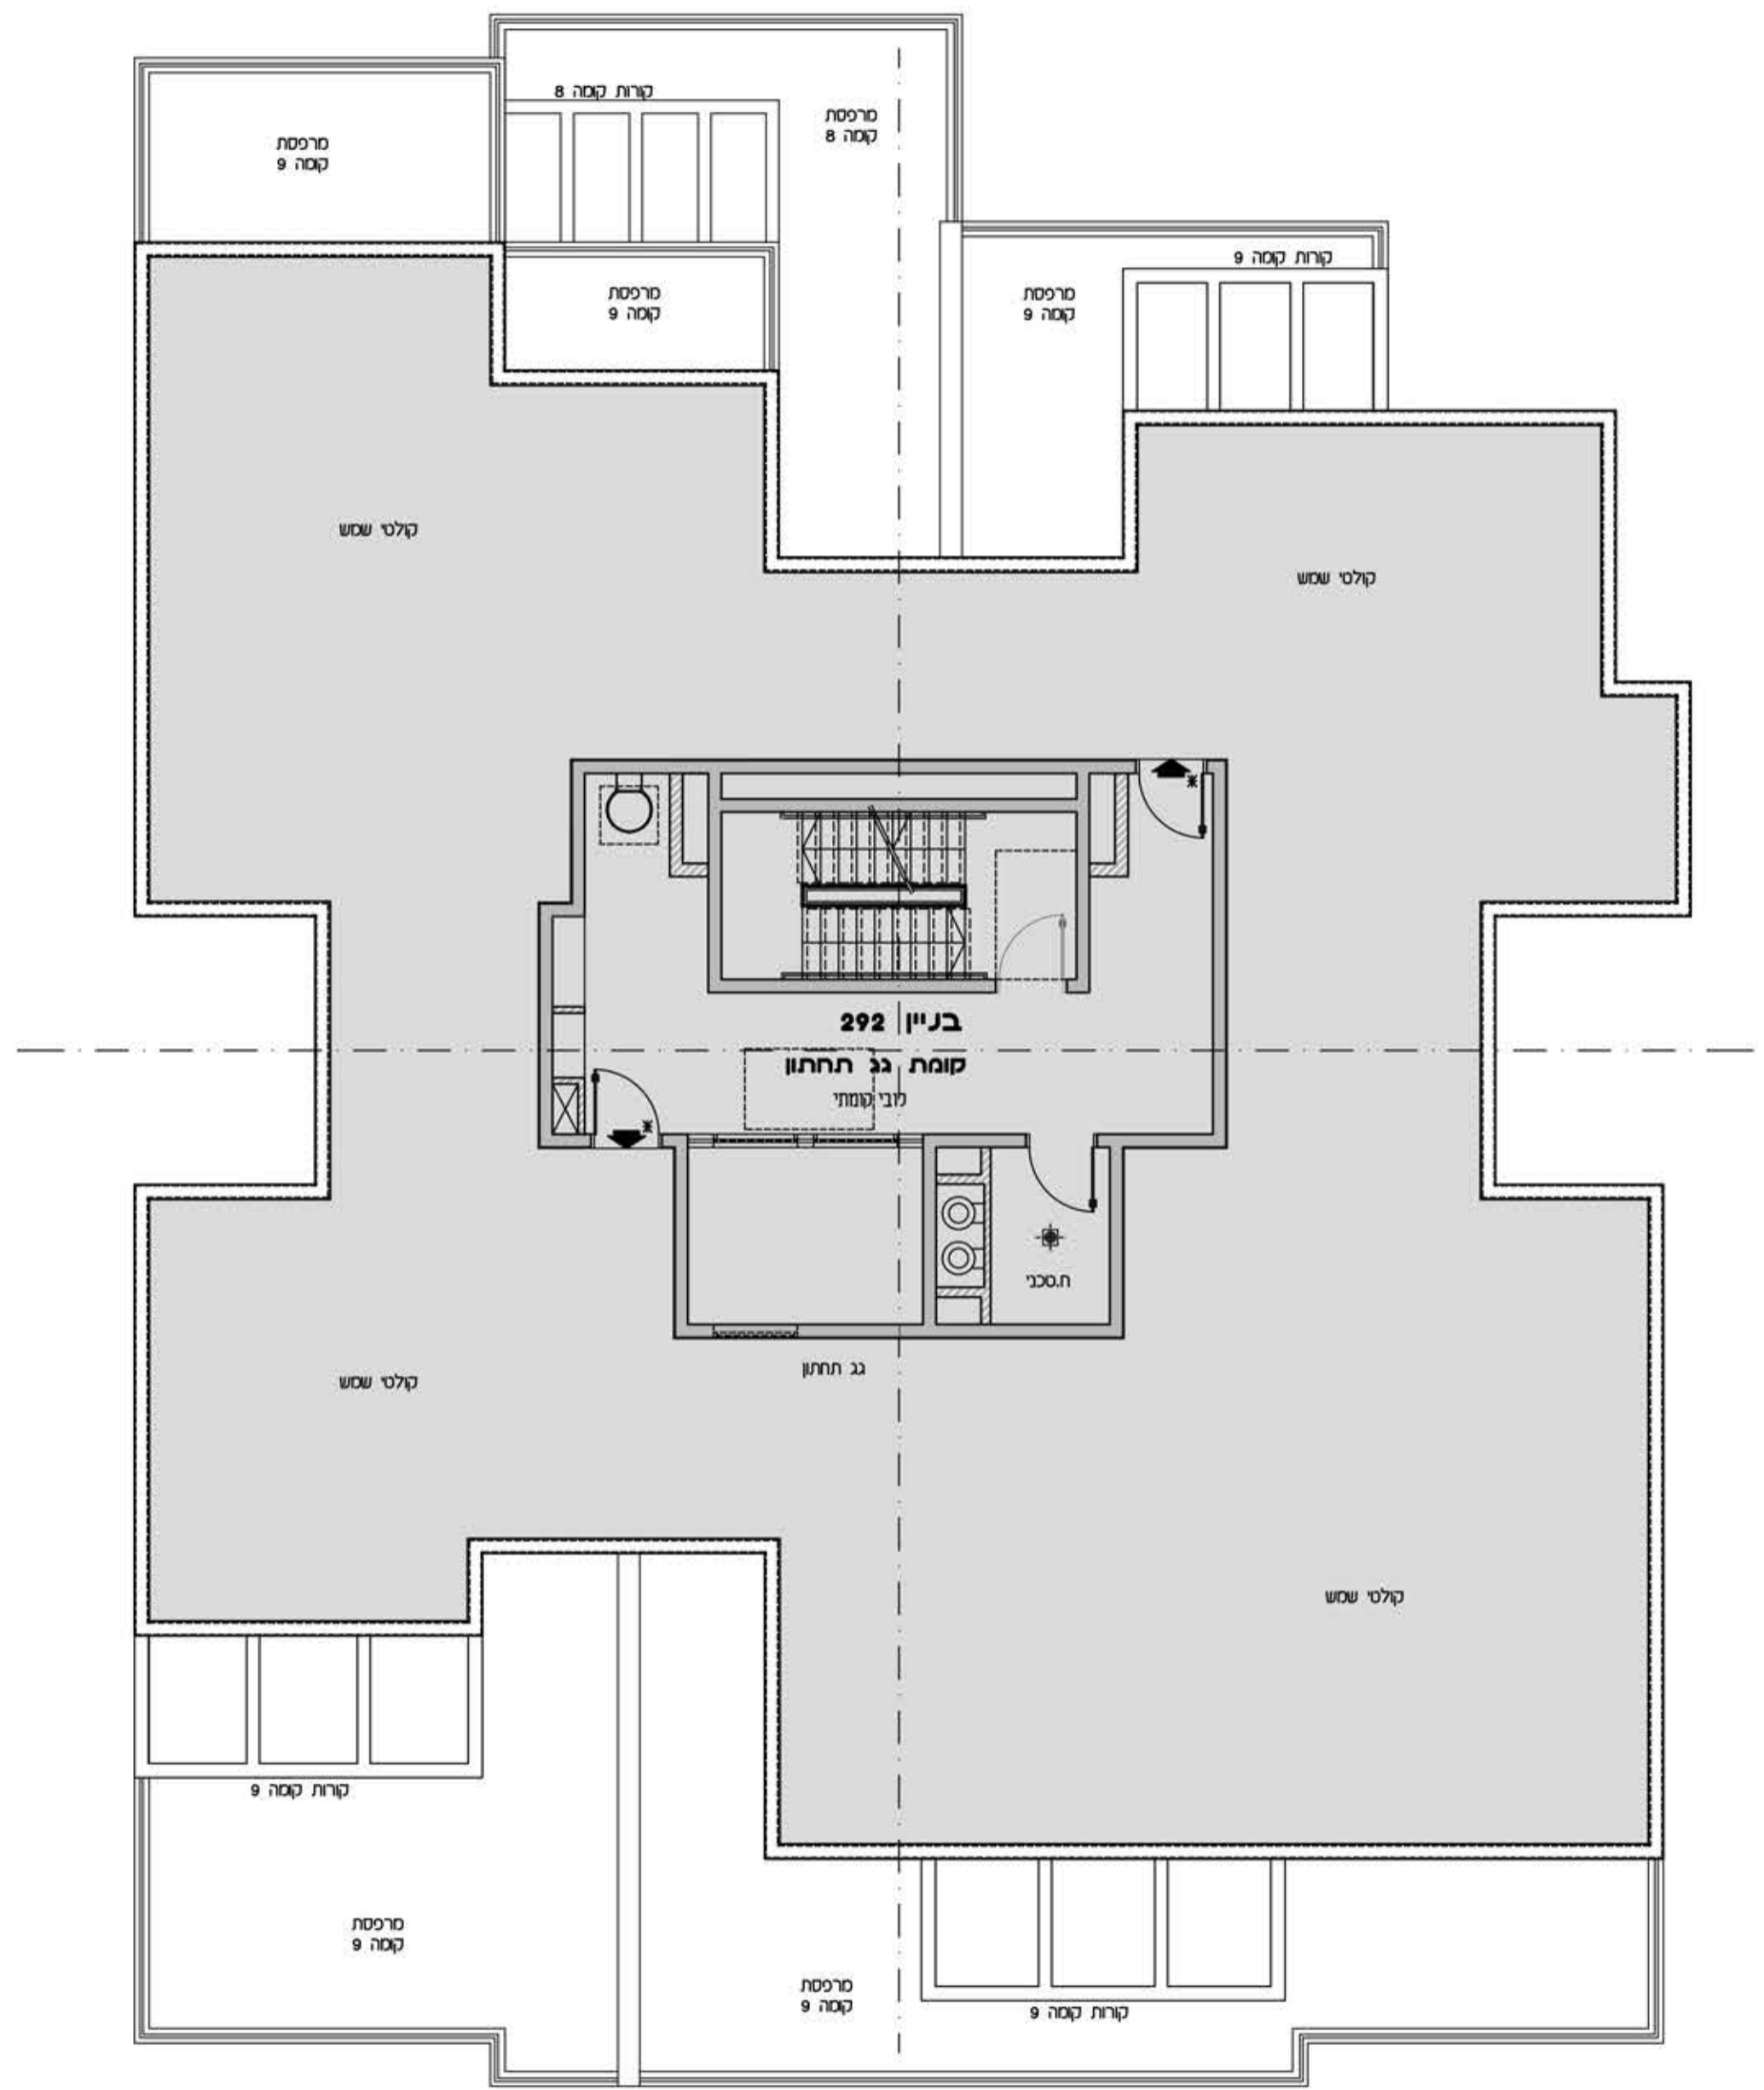 קורות קומה 8
מרפסת
קומה 8
מרפסת
קומה 9
קורות קומה 9
מרפסת
קומה 9
מרפסת
קומה 9
קולטי שמש
קולטי שמש
בניין 292
קומת גג תחתון
לובי קומתי
ח.טכני
גג תחתון
קולטי שמש
קולטי שמש
קורות קומה 9
מרפסת
קומה 9
מרפסת
קומה 9
קורות קומה 9